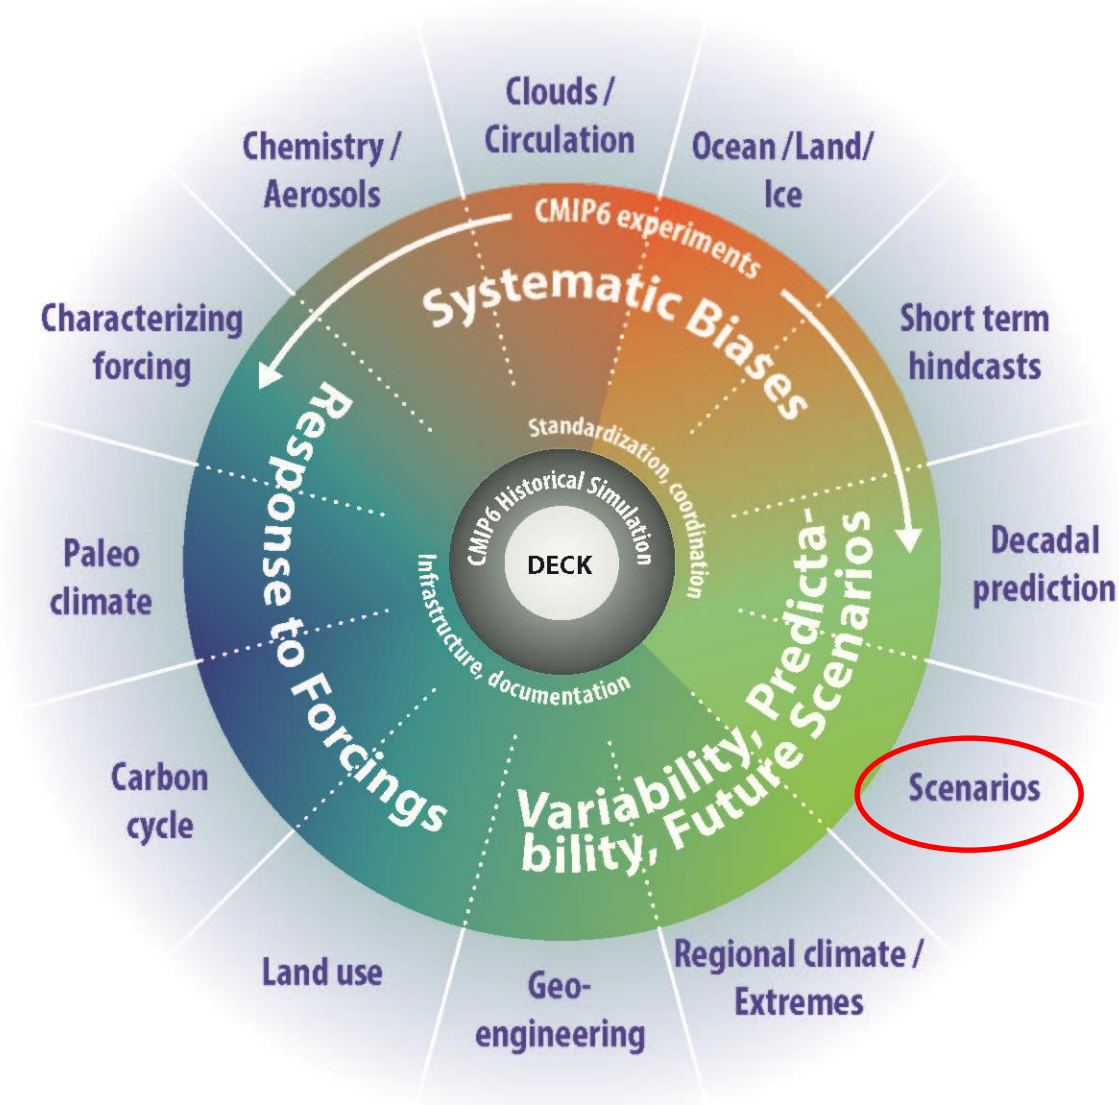 Clouds /
Circulation
Chemistry /
Aerosols
Ocean /Land/
Ice
CMIP6 experiments
Systematic Biases
Characterizing
forcing
Short term
hindcasts
Response to Forcings
Standardization, coordination
CMIP6 Historical Simulation
DECK
Infrastructure, documentation
Paleo
climate
Decadal
prediction
Variability, Predicta-
bility, Future Scenarios
Carbon
cycle
Scenarios
Land use
Geo-
engineering
Regional climate /
Extremes